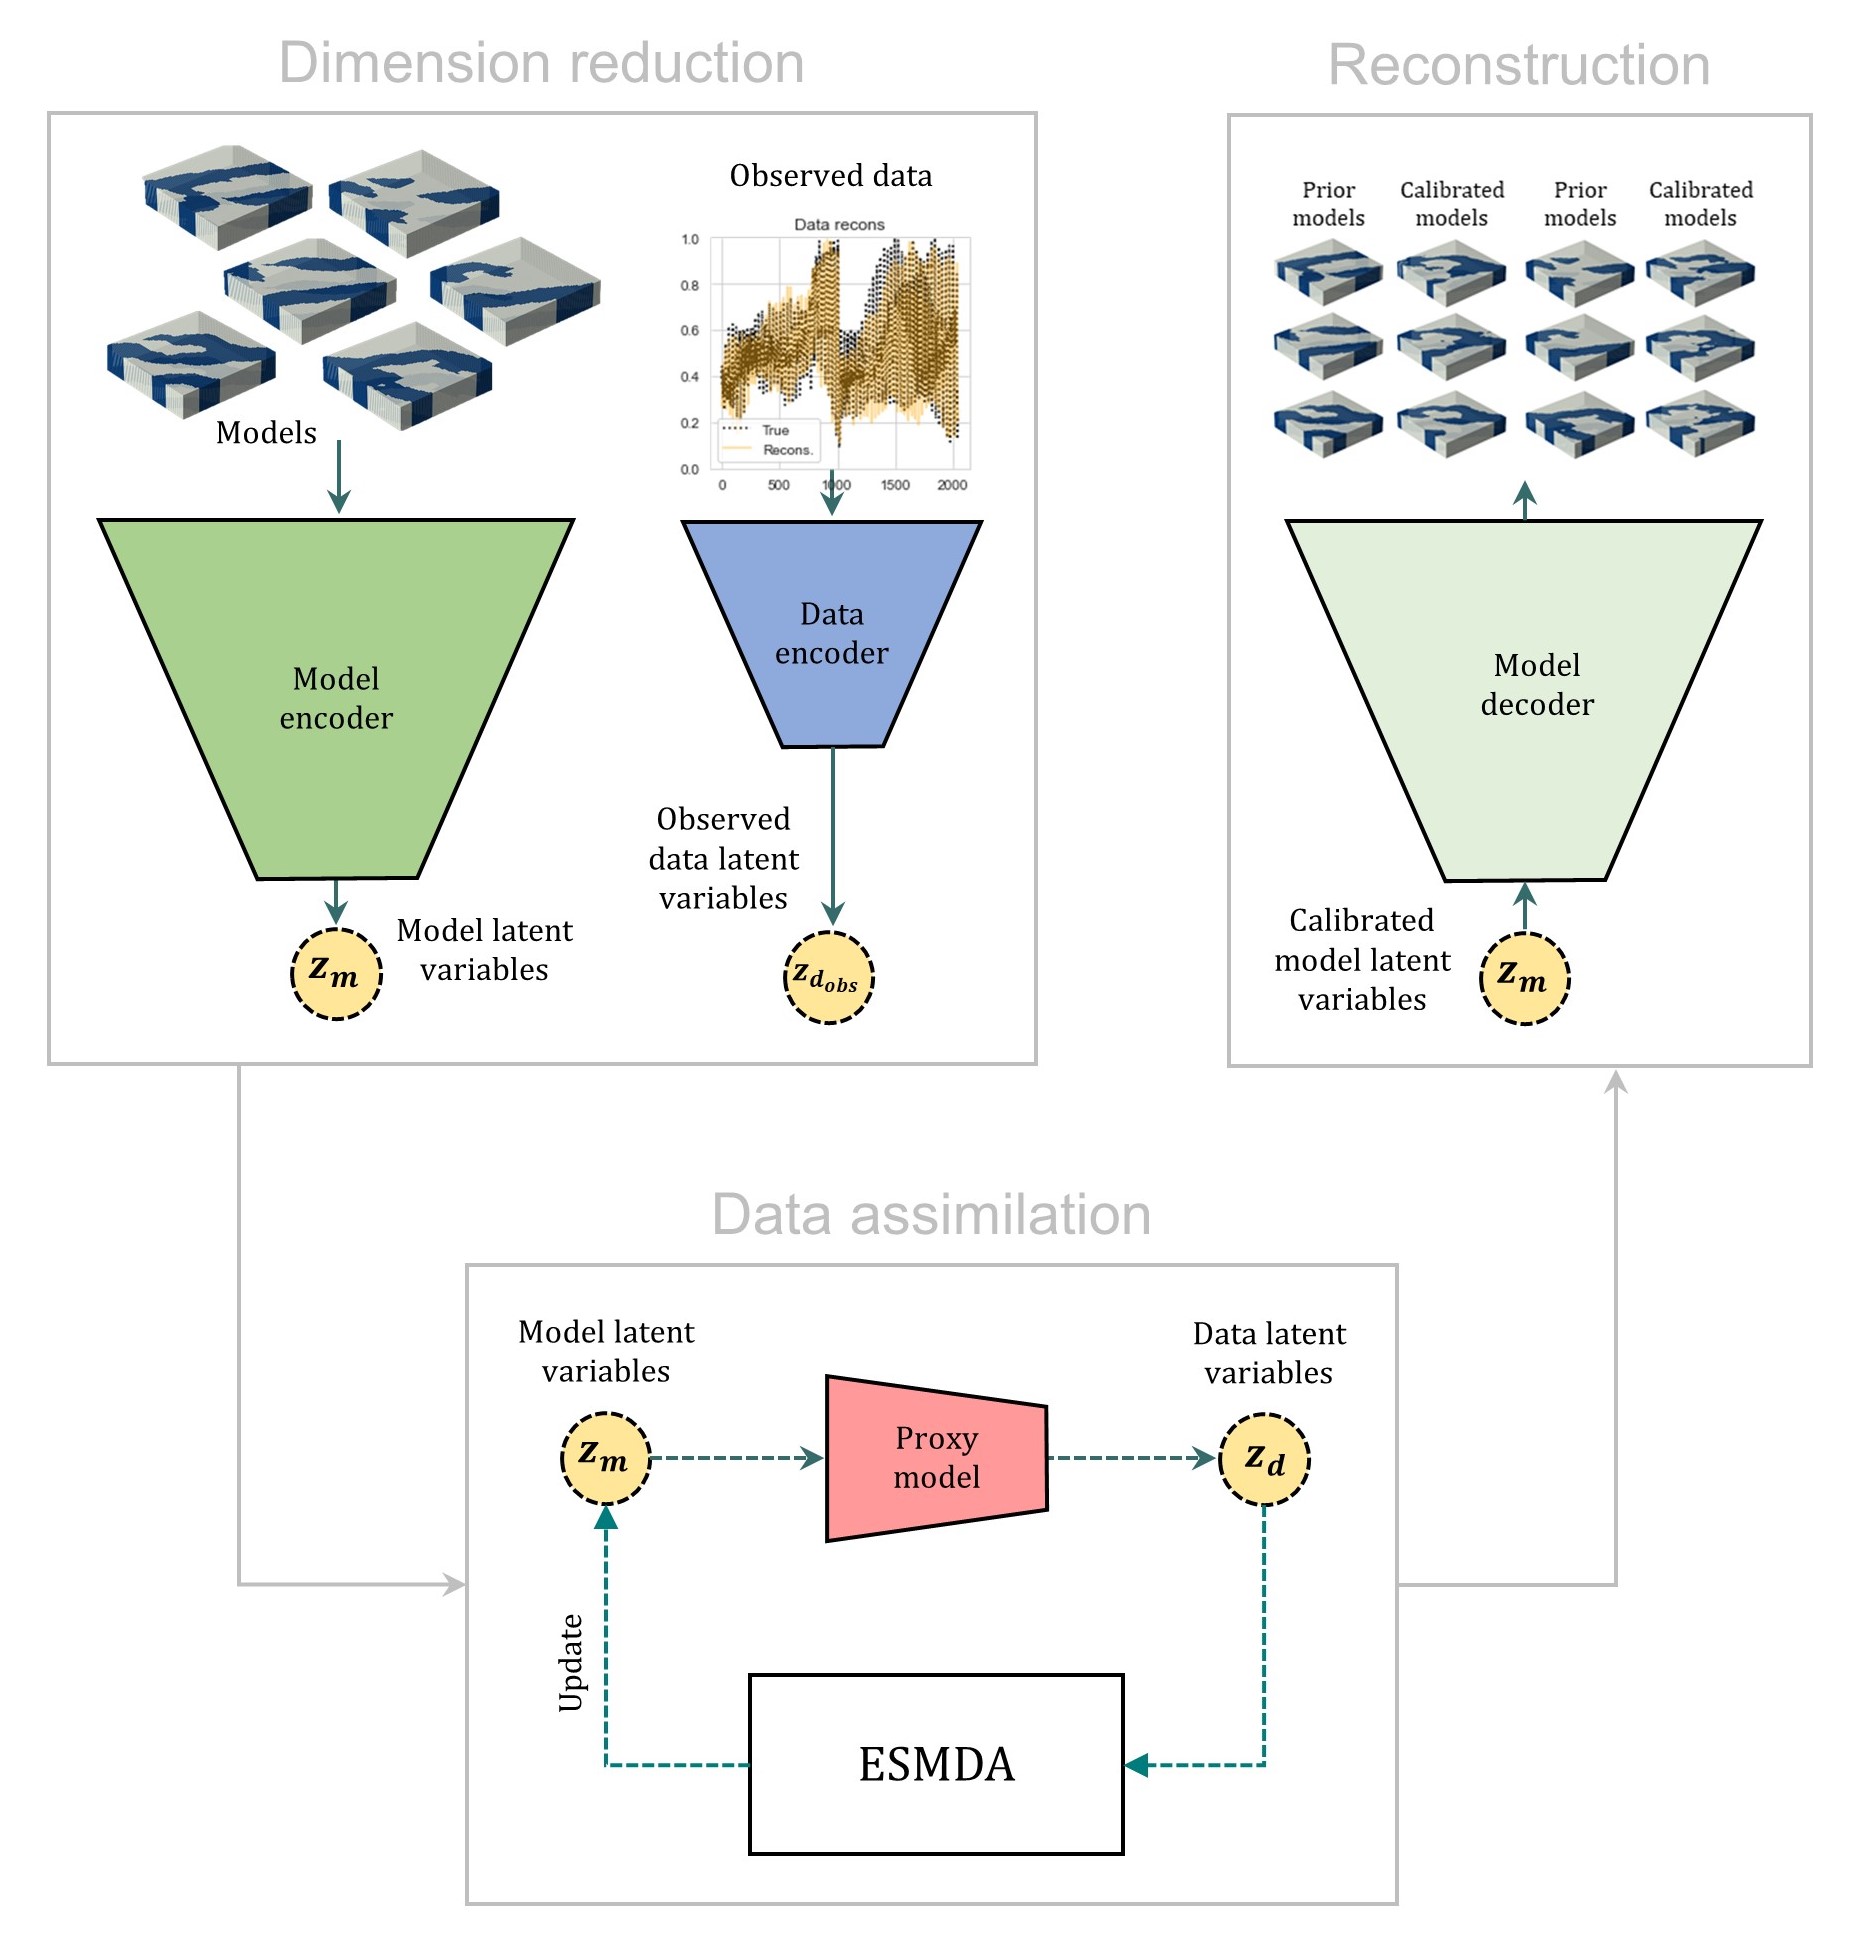 Dimension reduction
Models
Observed data
Data recons
1.0
0.8
0.6
0.4
0.2
0.0
True
Recons.
0
500
1000
1500
2000
Model
encoder
Data
encoder
Model latent
variables
z_m
Observed
data latent
variables
z_{d_{obs}}
Reconstruction
Prior
models
Calibrated
models
Prior
models
Calibrated
models
Model
decoder
Calibrated
model latent
variables
z_m
Data assimilation
Model latent
variables
z_m
Proxy
model
Data latent
variables
z_d
Update
ESMDA